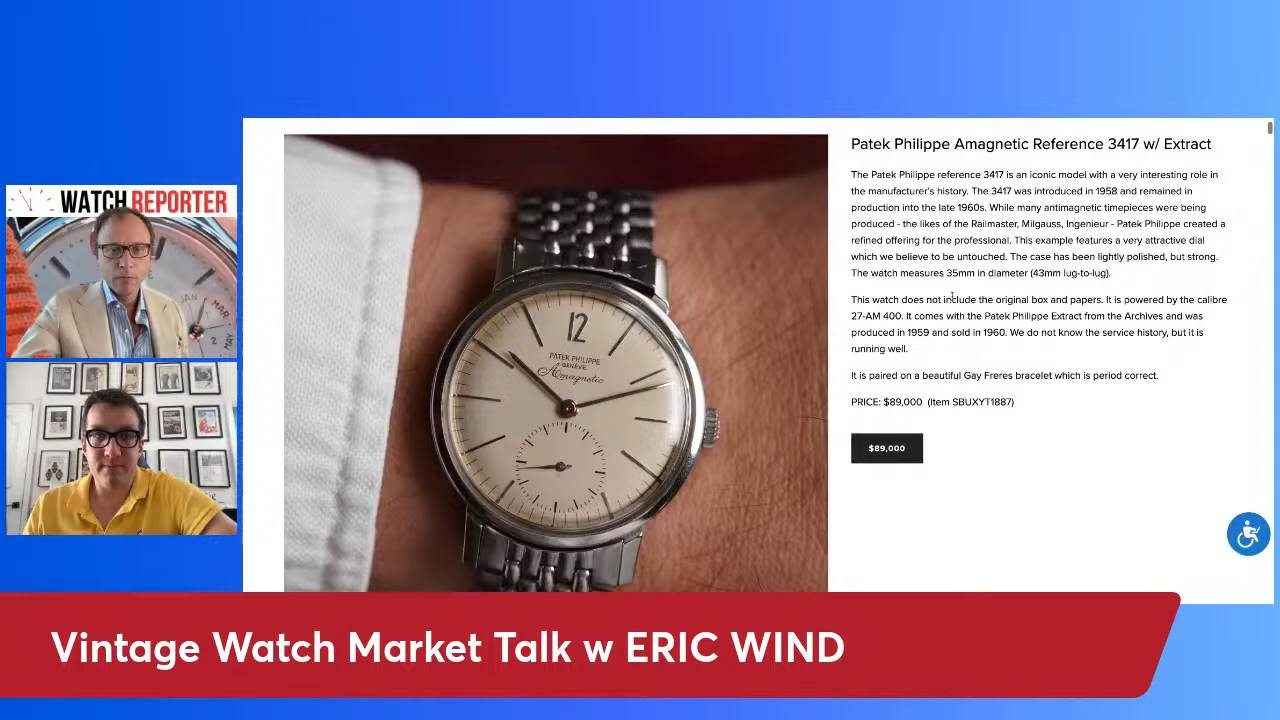 WATCH REPORTER
JAN
MAR
MAY
2
12
PATEK PHILIPPE
GENÈVE
Amagnetic
Patek Philippe Amagnetic Reference 3417 w/ Extract
The Patek Philippe reference 3417 is an iconic model with a very interesting role in
the manufacturer's history. The 3417 was introduced in 1958 and remained in
production into the late 1960s. While many antimagnetic timepieces were being
produced - the likes of the Railmaster, Milgauss, Ingenieur - Patek Philippe created a
refined offering for the professional. This example features a very attractive dial
which we believe to be untouched. The case has been lightly polished, but strong.
The watch measures 35mm in diameter (43mm lug-to-lug).
This watch does not include the original box and papers. It is powered by the calibre
27-AM 400. It comes with the Patek Philippe Extract from the Archives and was
produced in 1959 and sold in 1960. We do not know the service history, but it is
running well.
It is paired on a beautiful Gay Freres bracelet which is period correct.
PRICE: $89,000 (Item SBUXYT1887)
$89,000
Vintage Watch Market Talk w ERIC WIND